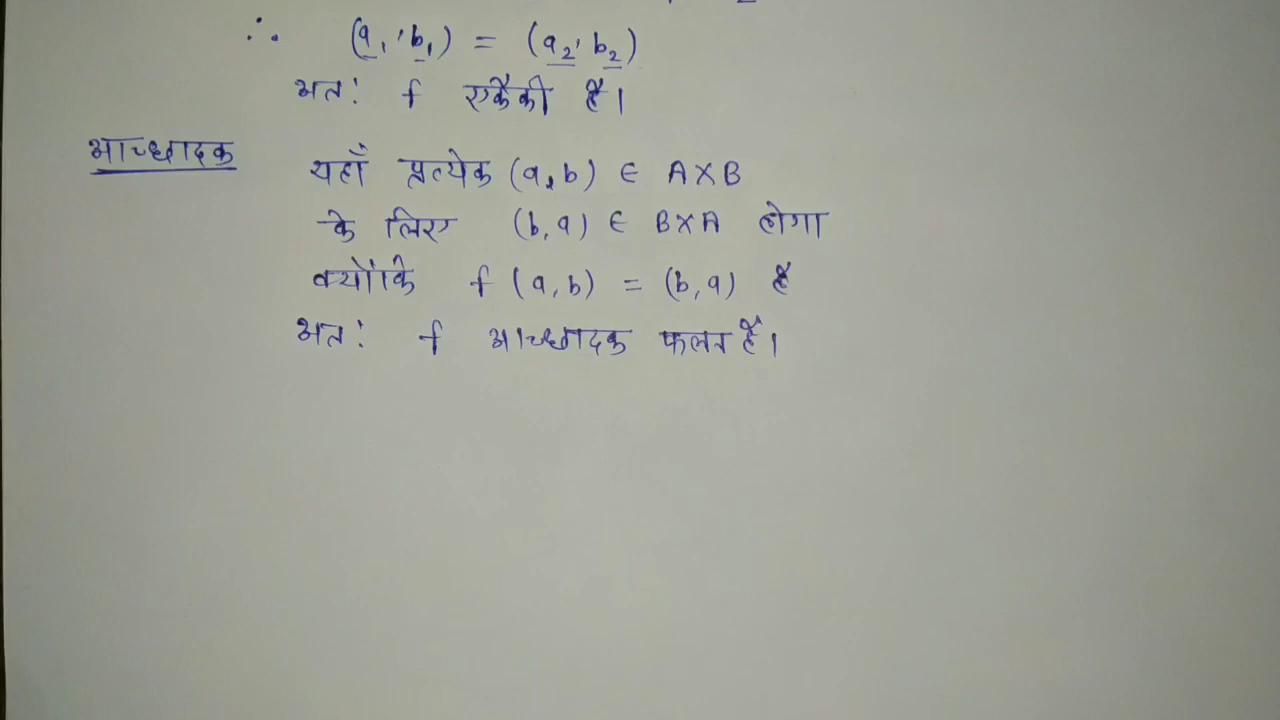 ∴ (a₁, b₁) = (a₂, b₂)
अतः f एकैकी है।
आच्छादक यहाँ प्रत्येक (a, b) ∈ A×B
के लिए (b, a) ∈ B×A होगा
क्योंकि f (a, b) = (b, a) है
अतः f आच्छादक फलन है।